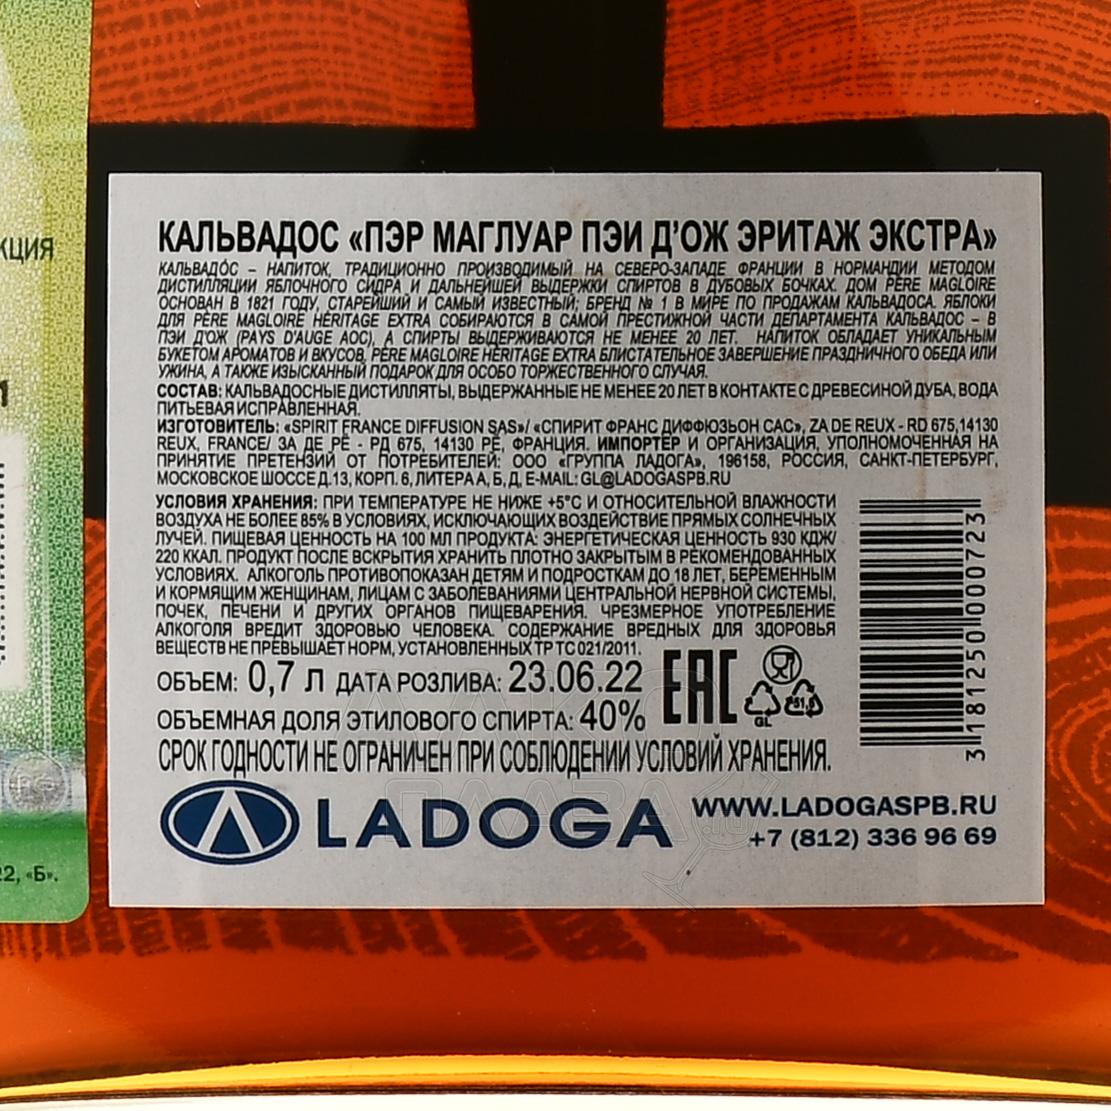 КЦИЯ
22, «Б».
КАЛЬВАДОС «ПЭР МАГЛУАР ПЭИ Д’ОЖ ЭРИТАЖ ЭКСТРА»
КАЛЬВАДÓС – НАПИТОК, ТРАДИЦИОННО ПРОИЗВОДИМЫЙ НА СЕВЕРО-ЗАПАДЕ ФРАНЦИИ В НОРМАНДИИ МЕТОДОМ
ДИСТИЛЛЯЦИИ ЯБЛОЧНОГО СИДРА И ДАЛЬНЕЙШЕЙ ВЫДЕРЖКИ СПИРТОВ В ДУБОВЫХ БОЧКАХ. ДОМ PÈRE MAGLOIRE
ОСНОВАН В 1821 ГОДУ, СТАРЕЙШИЙ И САМЫЙ ИЗВЕСТНЫЙ; БРЕНД № 1 В МИРЕ ПО ПРОДАЖАМ КАЛЬВАДОСА. ЯБЛОКИ
ДЛЯ PÈRE MAGLOIRE HÉRITAGE EXTRA СОБИРАЮТСЯ В САМОЙ ПРЕСТИЖНОЙ ЧАСТИ ДЕПАРТАМЕНТА КАЛЬВАДОС – В
ПЭИ Д'ОЖ (PAYS D'AUGE AOC), А СПИРТЫ ВЫДЕРЖИВАЮТСЯ НЕ МЕНЕЕ 20 ЛЕТ. НАПИТОК ОБЛАДАЕТ УНИКАЛЬНЫМ
БУКЕТОМ АРОМАТОВ И ВКУСОВ. PÈRE MAGLOIRE HÉRITAGE EXTRA БЛИСТАТЕЛЬНОЕ ЗАВЕРШЕНИЕ ПРАЗДНИЧНОГО ОБЕДА ИЛИ
УЖИНА, А ТАКЖЕ ИЗЫСКАННЫЙ ПОДАРОК ДЛЯ ОСОБО ТОРЖЕСТВЕННОГО СЛУЧАЯ.
СОСТАВ: КАЛЬВАДОСНЫЕ ДИСТИЛЛЯТЫ, ВЫДЕРЖАННЫЕ НЕ МЕНЕЕ 20 ЛЕТ В КОНТАКТЕ С ДРЕВЕСИНОЙ ДУБА, ВОДА
ПИТЬЕВАЯ ИСПРАВЛЕННАЯ.
ИЗГОТОВИТЕЛЬ: «SPIRIT FRANCE DIFFUSION SAS»/ «СПИРИТ ФРАНС ДИФФЮЗЬОН САС», ZA DE REUX - RD 675,14130
REUX, FRANCE/ ЗА ДЕ РЁ - РД 675, 14130 РЁ, ФРАНЦИЯ. ИМПОРТЕР И ОРГАНИЗАЦИЯ, УПОЛНОМОЧЕННАЯ НА
ПРИНЯТИЕ ПРЕТЕНЗИЙ ОТ ПОТРЕБИТЕЛЕЙ: ООО «ГРУППА ЛАДОГА», 196158, РОССИЯ, САНКТ-ПЕТЕРБУРГ,
МОСКОВСКОЕ ШОССЕ Д.13, КОРП. 6, ЛИТЕРА А, Б, Д, E-MAIL: GL@LADOGASPB.RU
УСЛОВИЯ ХРАНЕНИЯ: ПРИ ТЕМПЕРАТУРЕ НЕ НИЖЕ +5°С И ОТНОСИТЕЛЬНОЙ ВЛАЖНОСТИ
ВОЗДУХА НЕ БОЛЕЕ 85% В УСЛОВИЯХ, ИСКЛЮЧАЮЩИХ ВОЗДЕЙСТВИЕ ПРЯМЫХ СОЛНЕЧНЫХ
ЛУЧЕЙ. ПИЩЕВАЯ ЦЕННОСТЬ НА 100 МЛ ПРОДУКТА: ЭНЕРГЕТИЧЕСКАЯ ЦЕННОСТЬ 930 КДЖ/
220 ККАЛ. ПРОДУКТ ПОСЛЕ ВСКРЫТИЯ ХРАНИТЬ ПЛОТНО ЗАКРЫТЫМ В РЕКОМЕНДОВАННЫХ
УСЛОВИЯХ. АЛКОГОЛЬ ПРОТИВОПОКАЗАН ДЕТЯМ И ПОДРОСТКАМ ДО 18 ЛЕТ, БЕРЕМЕННЫМ
И КОРМЯЩИМ ЖЕНЩИНАМ, ЛИЦАМ С ЗАБОЛЕВАНИЯМИ ЦЕНТРАЛЬНОЙ НЕРВНОЙ СИСТЕМЫ,
ПОЧЕК, ПЕЧЕНИ И ДРУГИХ ОРГАНОВ ПИЩЕВАРЕНИЯ. ЧРЕЗМЕРНОЕ УПОТРЕБЛЕНИЕ
АЛКОГОЛЯ ВРЕДИТ ЗДОРОВЬЮ ЧЕЛОВЕКА. СОДЕРЖАНИЕ ВРЕДНЫХ ДЛЯ ЗДОРОВЬЯ
ВЕЩЕСТВ НЕ ПРЕВЫШАЕТ НОРМ, УСТАНОВЛЕННЫХ ТР ТС 021/2011.
ОБЪЕМ: 0,7 Л ДАТА РОЗЛИВА: 23.06.22
ОБЪЕМНАЯ ДОЛЯ ЭТИЛОВОГО СПИРТА: 40%
EAC
GL
СРОК ГОДНОСТИ НЕ ОГРАНИЧЕН ПРИ СОБЛЮДЕНИИ УСЛОВИЙ ХРАНЕНИЯ.
3 181250 000723
LADOGA
WWW.LADOGASPB.RU
+7 (812) 336 96 69